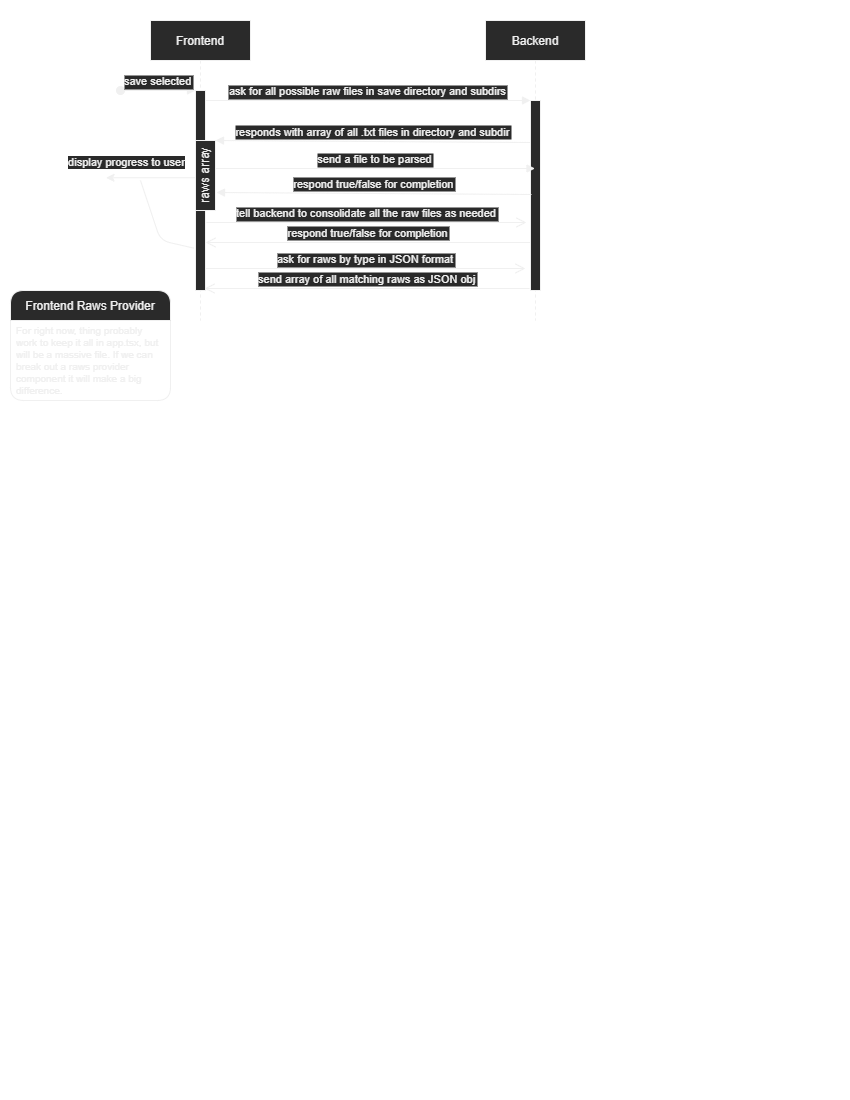 Frontend
Backend
save selected
ask for all possible raw files in save directory and subdirs
responds with array of all .txt files in directory and subdir
raws array
display progress to user
send a file to be parsed
respond true/false for completion
tell backend to consolidate all the raw files as needed
respond true/false for completion
ask for raws by type in JSON format
send array of all matching raws as JSON obj
Frontend Raws Provider
For right now, thing probably
work to keep it all in app.tsx, but
will be a massive file. If we can
break out a raws provider
component it will make a big
difference.